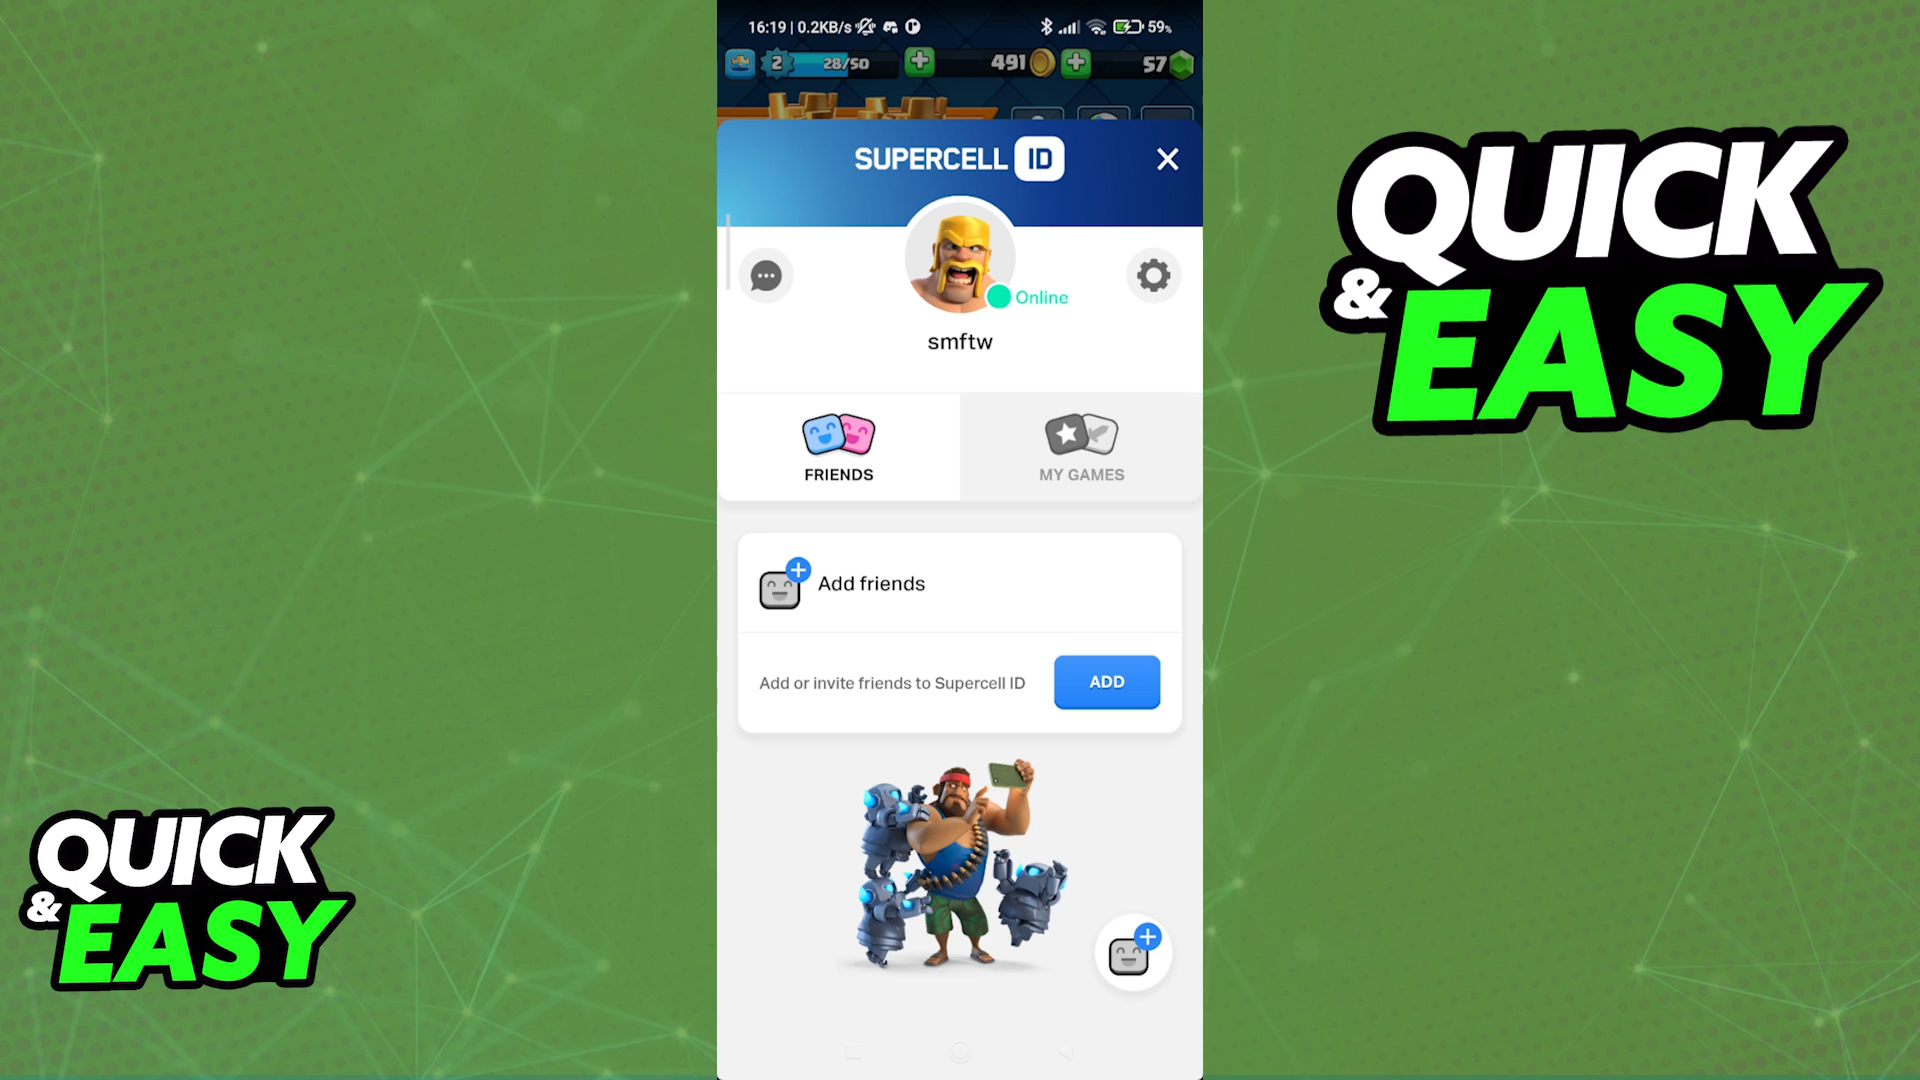 16:19 | 0.2KB/s
59%
2
28/50
491
57
SUPERCELL ID
Online
smftw
FRIENDS
MY GAMES
Add friends
Add or invite friends to Supercell ID
ADD
QUICK
& EASY
QUICK
& EASY